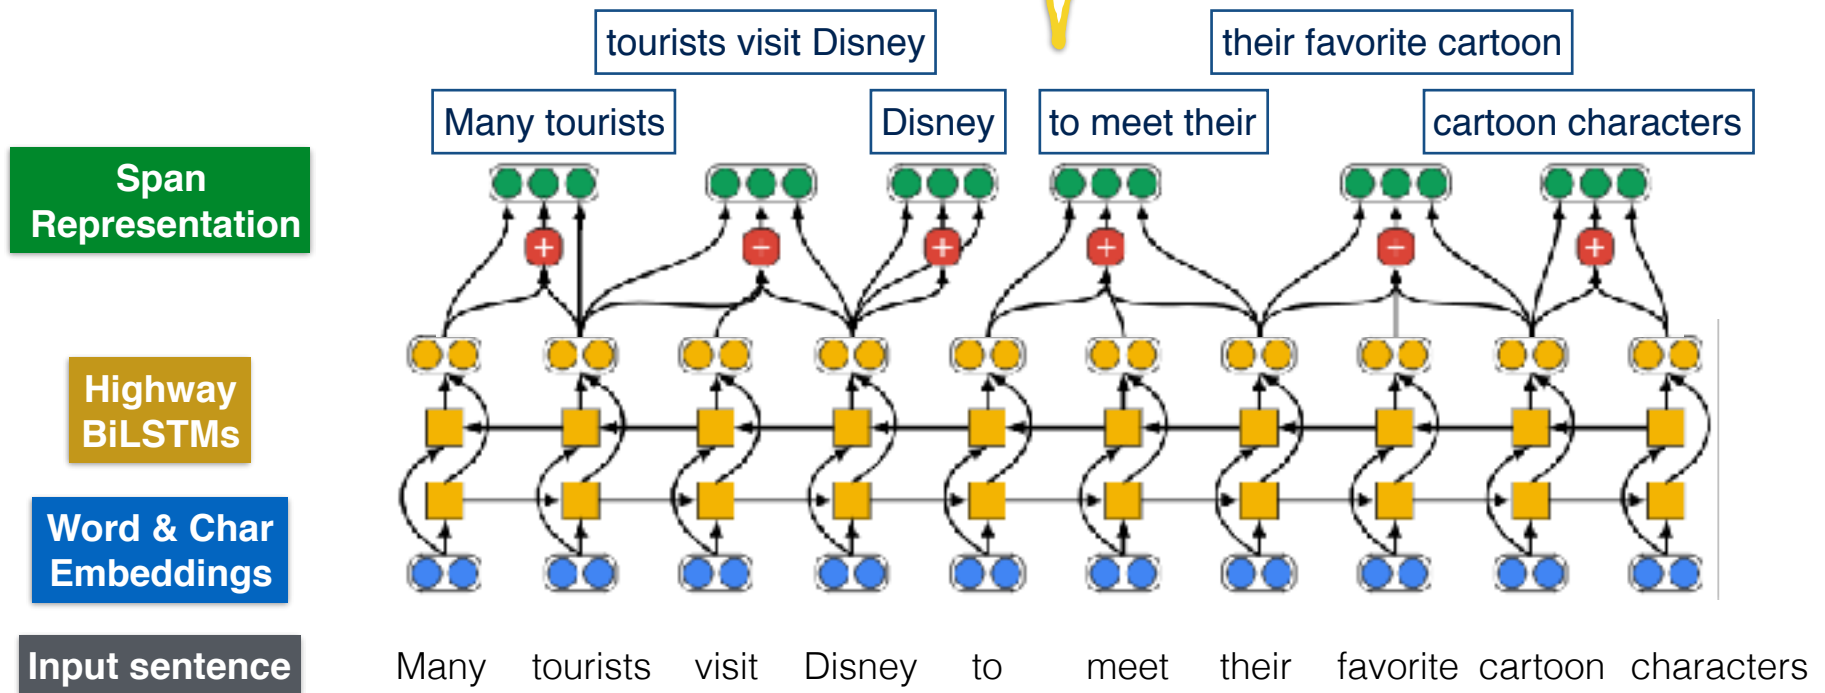 tourists visit Disney
their favorite cartoon
Many tourists
Disney
to meet their
cartoon characters
Span
Representation
Highway
BiLSTMs
Word & Char
Embeddings
Input sentence
Many tourists visit Disney to meet their favorite cartoon characters